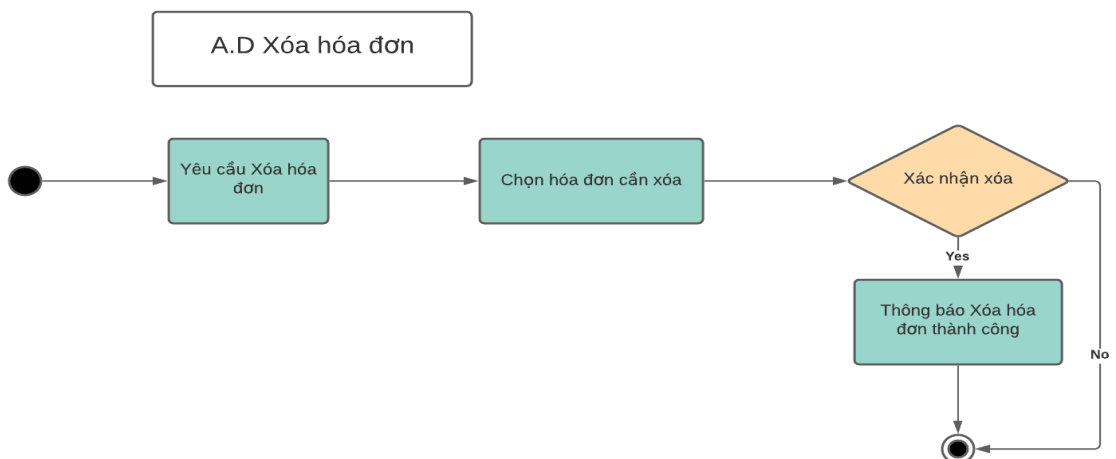 A.D Xóa hóa đơn
Yêu cầu Xóa hóa
đơn
Chọn hóa đơn cần xóa
Xác nhận xóa
Yes
Thông báo Xóa hóa
đơn thành công
No